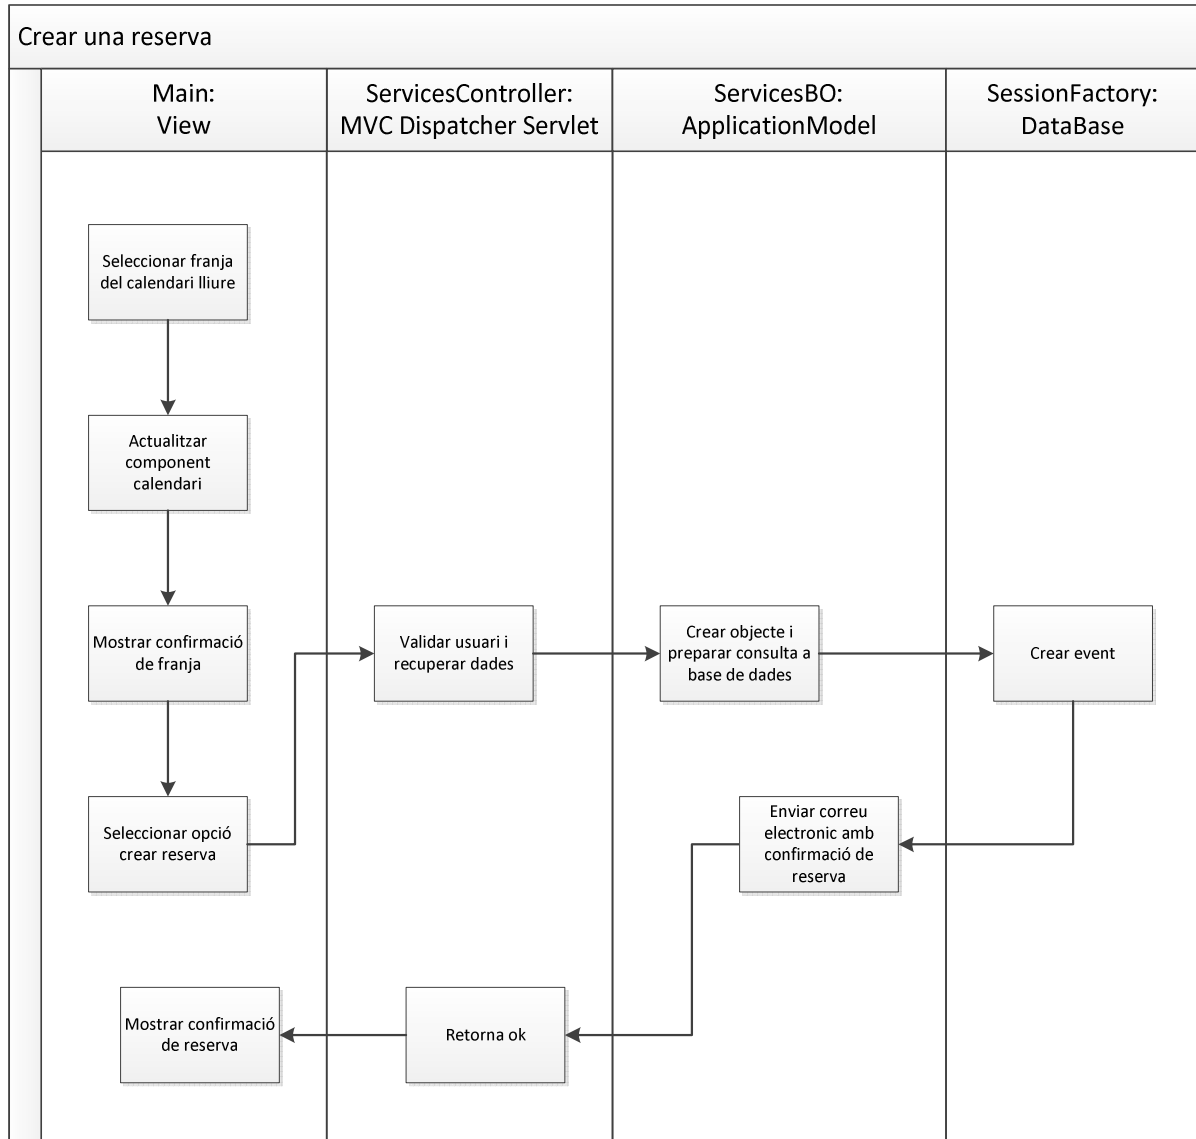 Crear una reserva
Main:
View
ServicesController:
MVC Dispatcher Servlet
ServicesBO:
ApplicationModel
SessionFactory:
DataBase
Seleccionar franja
del calendari lliure
Actualitzar
component
calendari
Mostrar confirmació
de franja
Validar usuari i
recuperar dades
Crear objecte i
preparar consulta a
base de dades
Crear event
Seleccionar opció
crear reserva
Enviar correu
electronic amb
confirmació de
reserva
Mostrar confirmació
de reserva
Retorna ok